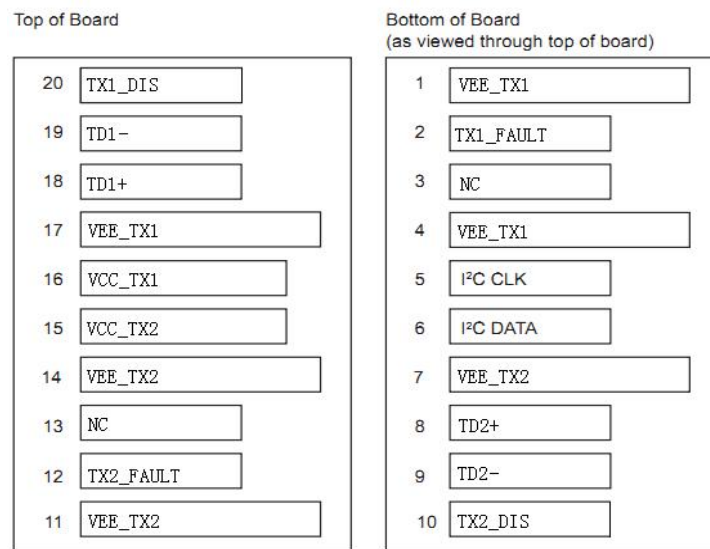 Top of Board
20 TX1_DIS
19 TD1-
18 TD1+
17 VEE_TX1
16 VCC_TX1
15 VCC_TX2
14 VEE_TX2
13 NC
12 TX2_FAULT
11 VEE_TX2
Bottom of Board
(as viewed through top of board)
1 VEE_TX1
2 TX1_FAULT
3 NC
4 VEE_TX1
5 I²C CLK
6 I²C DATA
7 VEE_TX2
8 TD2+
9 TD2-
10 TX2_DIS